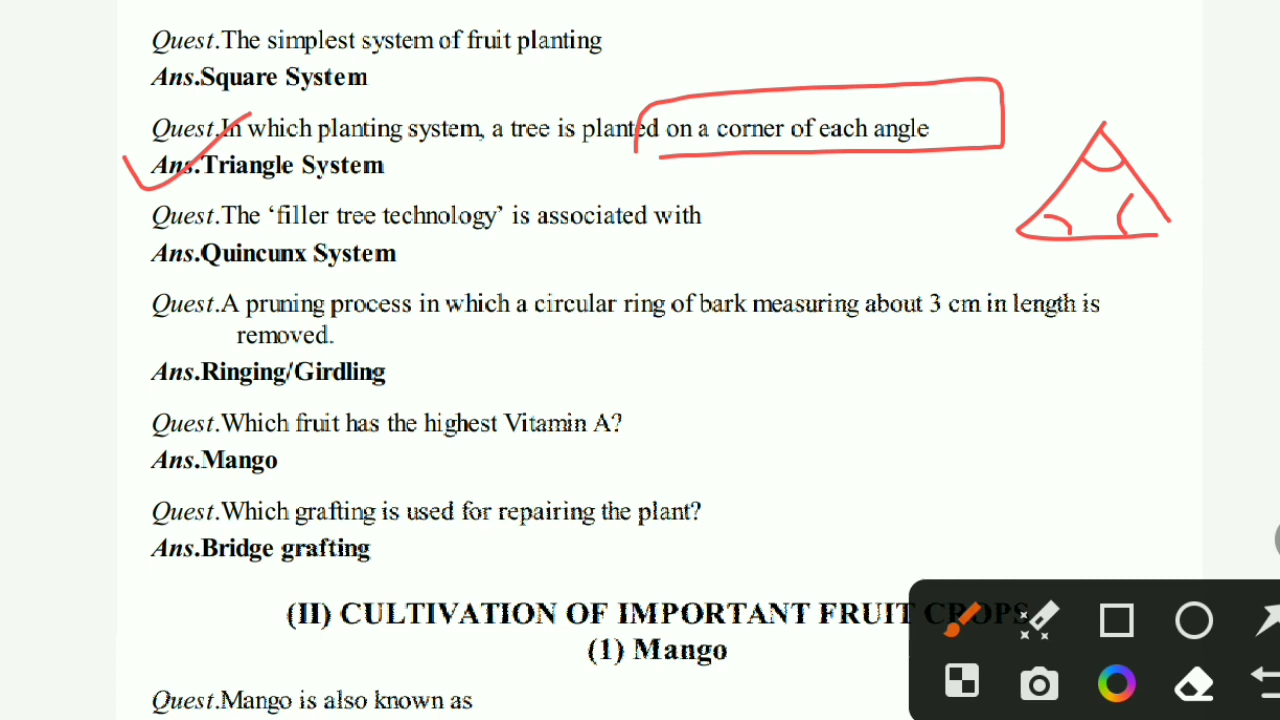 Quest.The simplest system of fruit planting
Ans.Square System
Quest.In which planting system, a tree is planted on a corner of each angle
Ans.Triangle System
Quest.The ‘filler tree technology’ is associated with
Ans.Quincunx System
Quest.A pruning process in which a circular ring of bark measuring about 3 cm in length is
removed.
Ans.Ringing/Girdling
Quest.Which fruit has the highest Vitamin A?
Ans.Mango
Quest.Which grafting is used for repairing the plant?
Ans.Bridge grafting
(II) CULTIVATION OF IMPORTANT FRUIT CROPS
(1) Mango
Quest.Mango is also known as